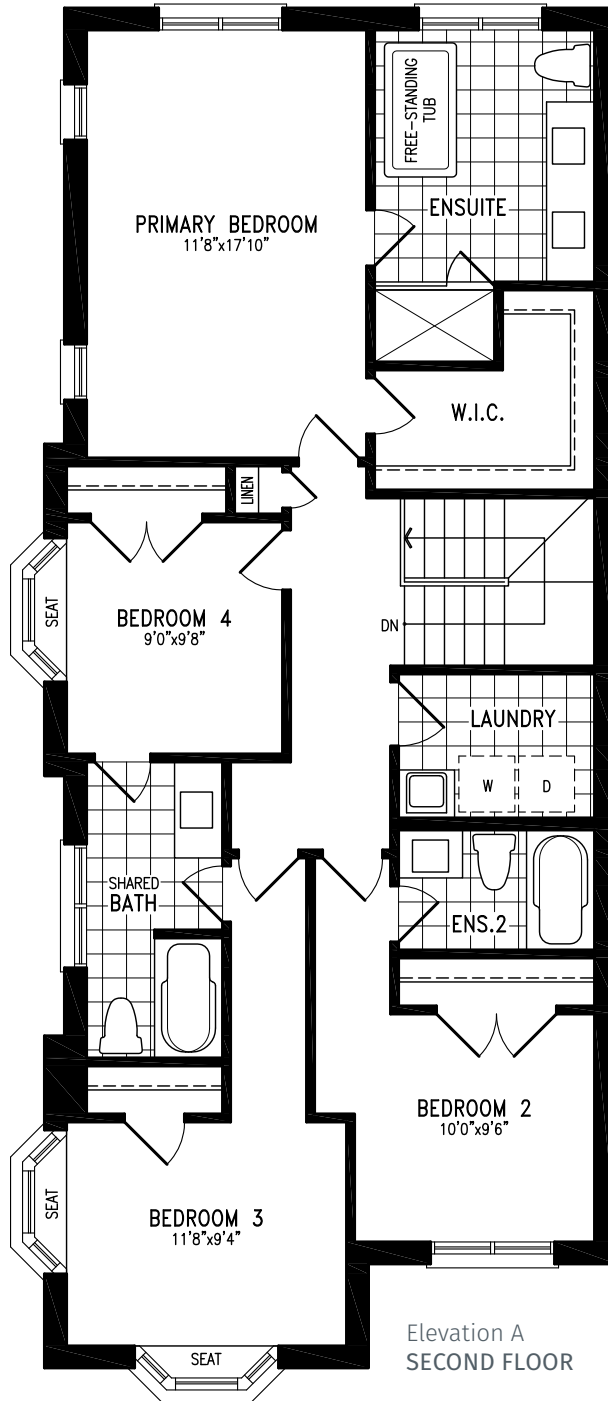 FREE-STANDING
TUB
ENSUITE
PRIMARY BEDROOM
11'8"x17'10"
W.I.C.
LINEN
BEDROOM 4
9'0"x9'8"
SEAT
DN
LAUNDRY
W
D
SHARED
BATH
ENS.2
BEDROOM 2
10'0"x9'6"
SEAT
BEDROOM 3
11'8"x9'4"
SEAT
Elevation A
SECOND FLOOR